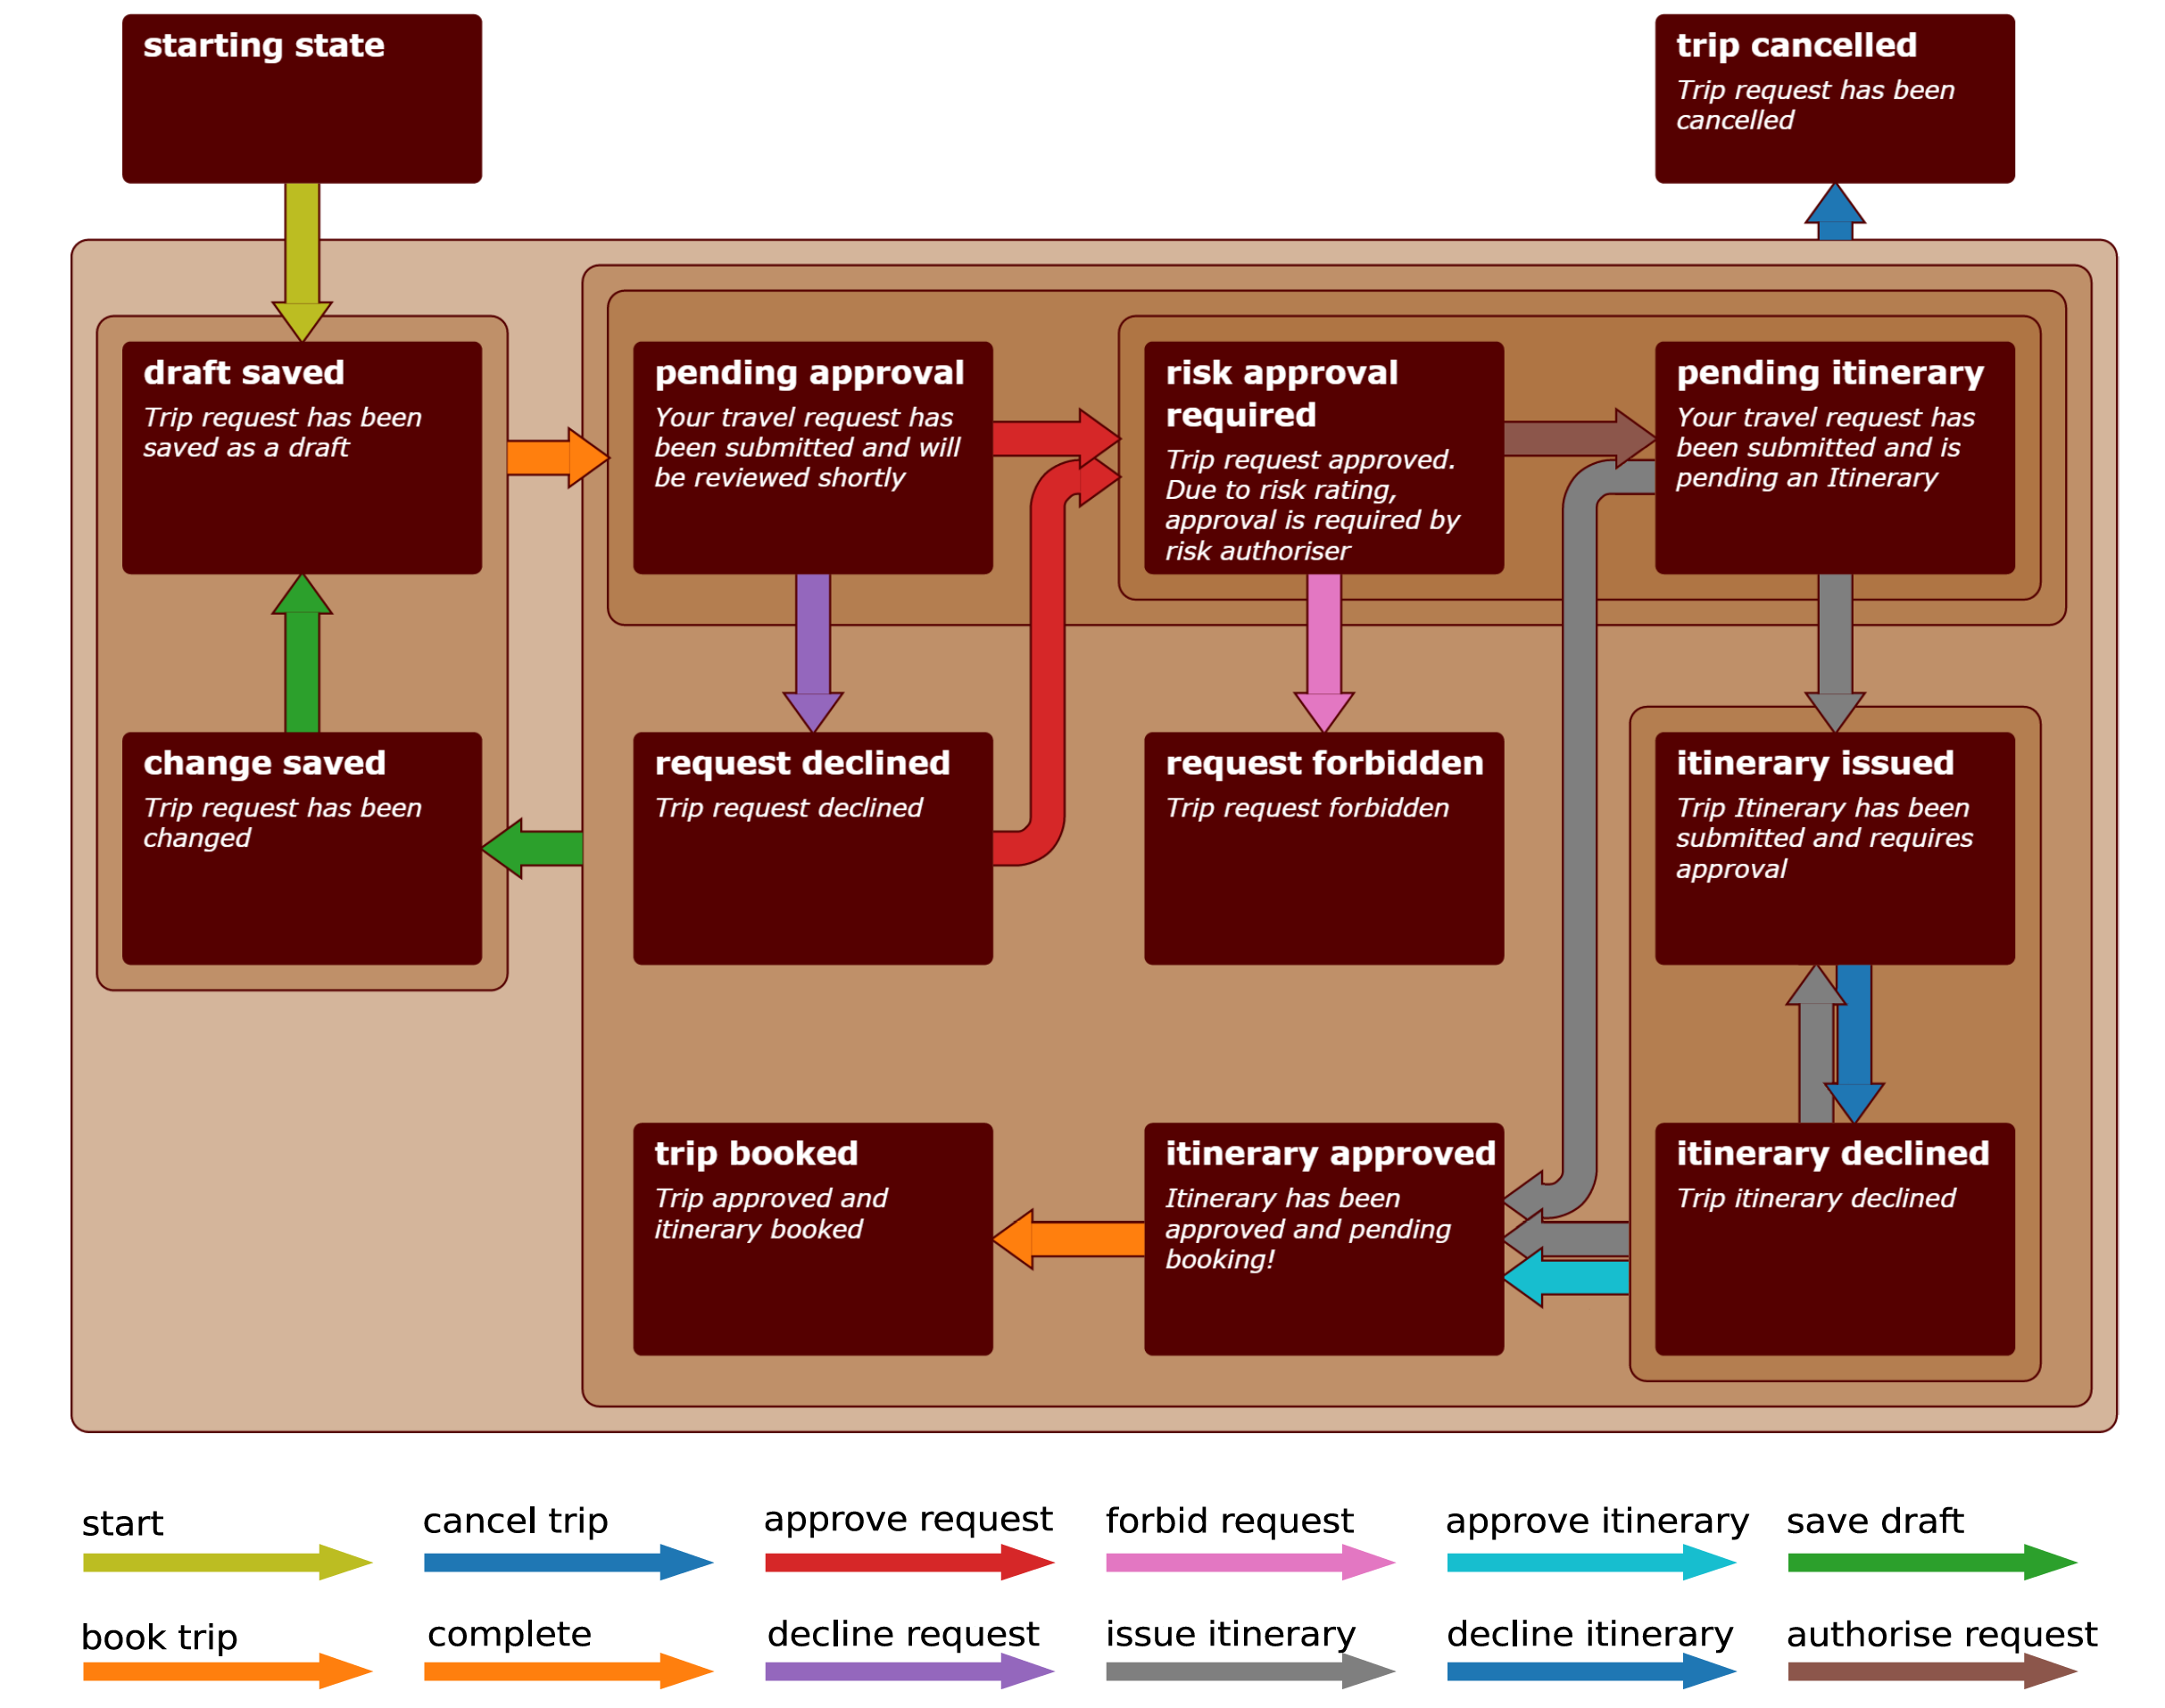 starting state
trip cancelled
Trip request has been
cancelled
draft saved
Trip request has been
saved as a draft
pending approval
Your travel request has
been submitted and will
be reviewed shortly
risk approval
required
Trip request approved.
Due to risk rating,
approval is required by
risk authoriser
pending itinerary
Your travel request has
been submitted and is
pending an Itinerary
change saved
Trip request has been
changed
request declined
Trip request declined
request forbidden
Trip request forbidden
itinerary issued
Trip Itinerary has been
submitted and requires
approval
trip booked
Trip approved and
itinerary booked
itinerary approved
Itinerary has been
approved and pending
booking!
itinerary declined
Trip itinerary declined
start
cancel trip
approve request
forbid request
approve itinerary
save draft
book trip
complete
decline request
issue itinerary
decline itinerary
authorise request